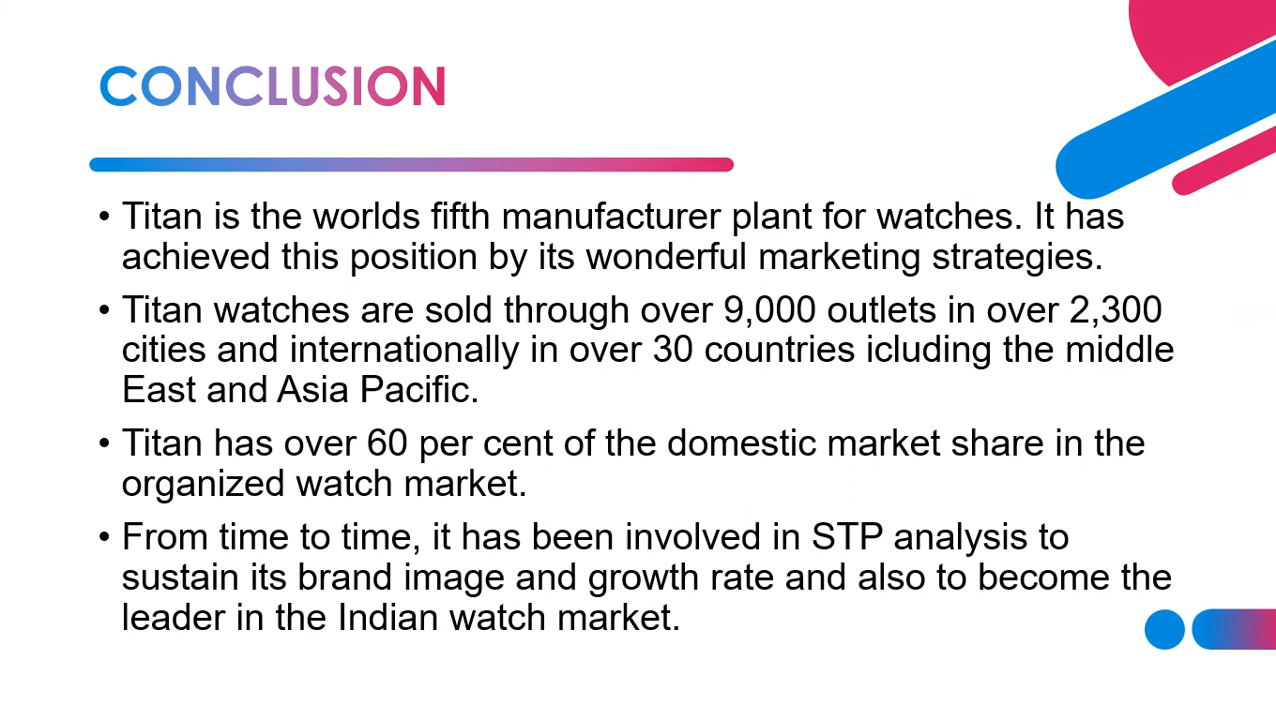 CONCLUSION
• Titan is the worlds fifth manufacturer plant for watches. It has
achieved this position by its wonderful marketing strategies.
• Titan watches are sold through over 9,000 outlets in over 2,300
cities and internationally in over 30 countries icluding the middle
East and Asia Pacific.
• Titan has over 60 per cent of the domestic market share in the
organized watch market.
• From time to time, it has been involved in STP analysis to
sustain its brand image and growth rate and also to become the
leader in the Indian watch market.